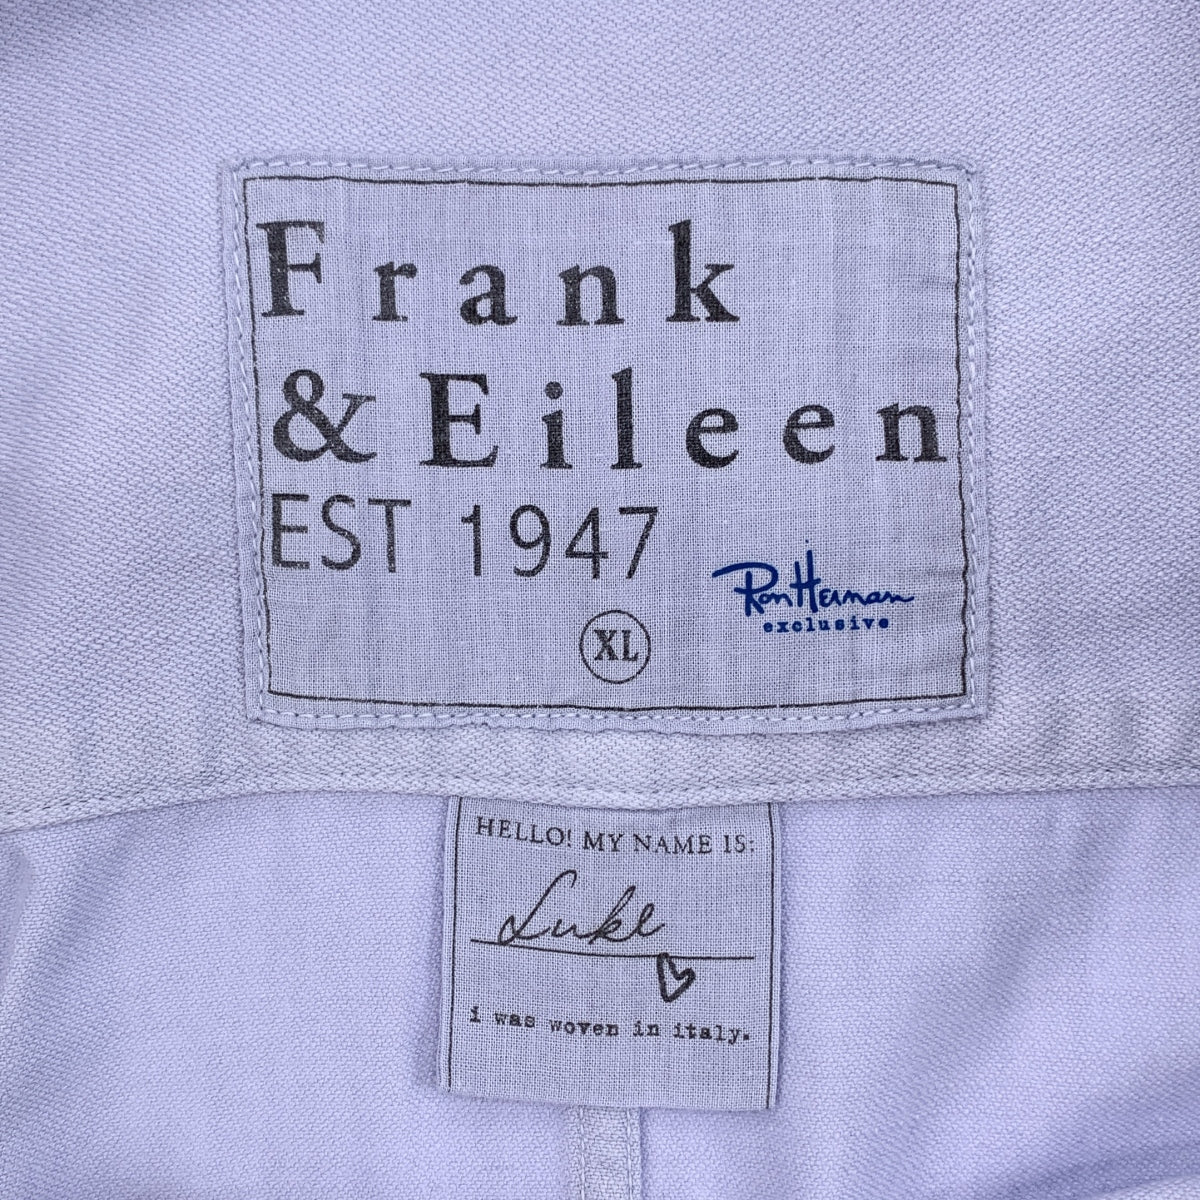 Frank
& Eileen
EST 1947
Ron Herman
exclusive
XL
HELLO! MY NAME IS:
Luke
i was woven in italy.